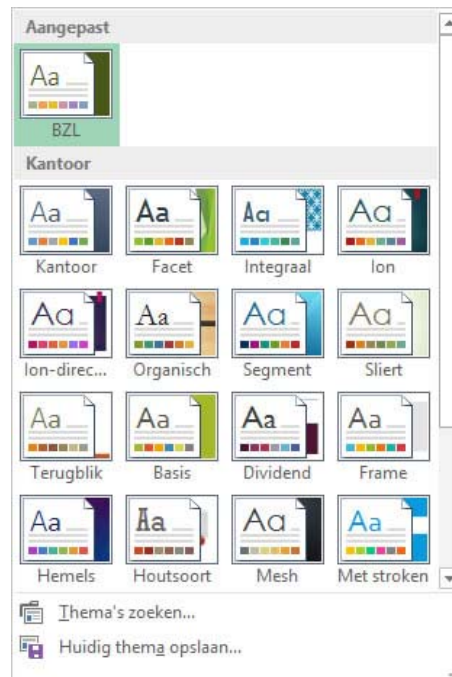 Aangepast
Aa
BZL
Kantoor
Aa Aa Aa Aa
Kantoor Facet Integraal Ion
Aa Aa Aa Aa
Ion-direc... Organisch Segment Sliert
Aa Aa Aa Aa
Terugblik Basis Dividend Frame
Aa Aa Aa Aa
Hemels Houtsoort Mesh Met stroken
Thema's zoeken...
Huidig thema opslaan...